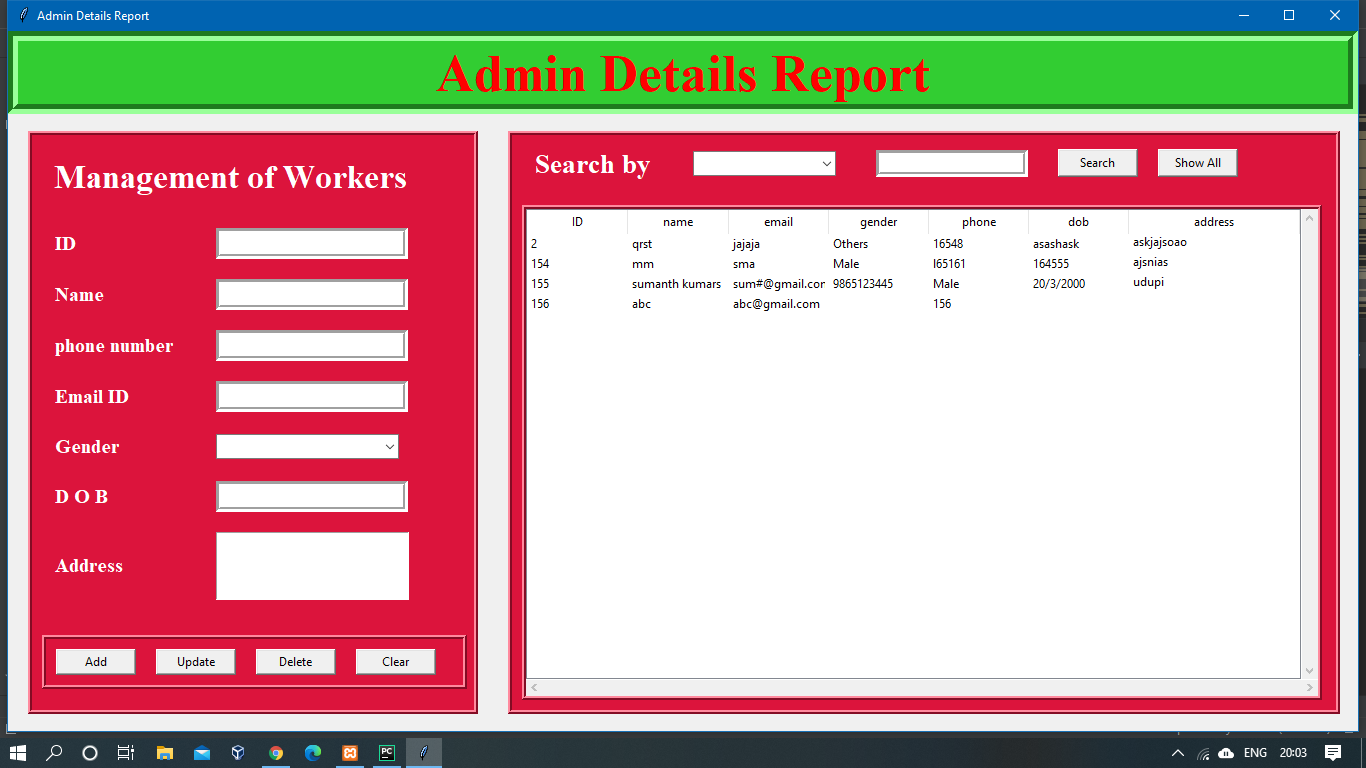 Admin Details Report
Admin Details Report
Management of Workers
ID
Name
phone number
Email ID
Gender
D O B
Address
Add Update Delete Clear
Search by Search Show All
ID name email gender phone dob address
2 qrst jajaja Others 16548 asashask askjajsoao
154 mm sma Male l65161 164555 ajsnias
155 sumanth kumars sum#@gmail.cor 9865123445 Male 20/3/2000 udupi
156 abc abc@gmail.com 156
PC
ENG 20:03